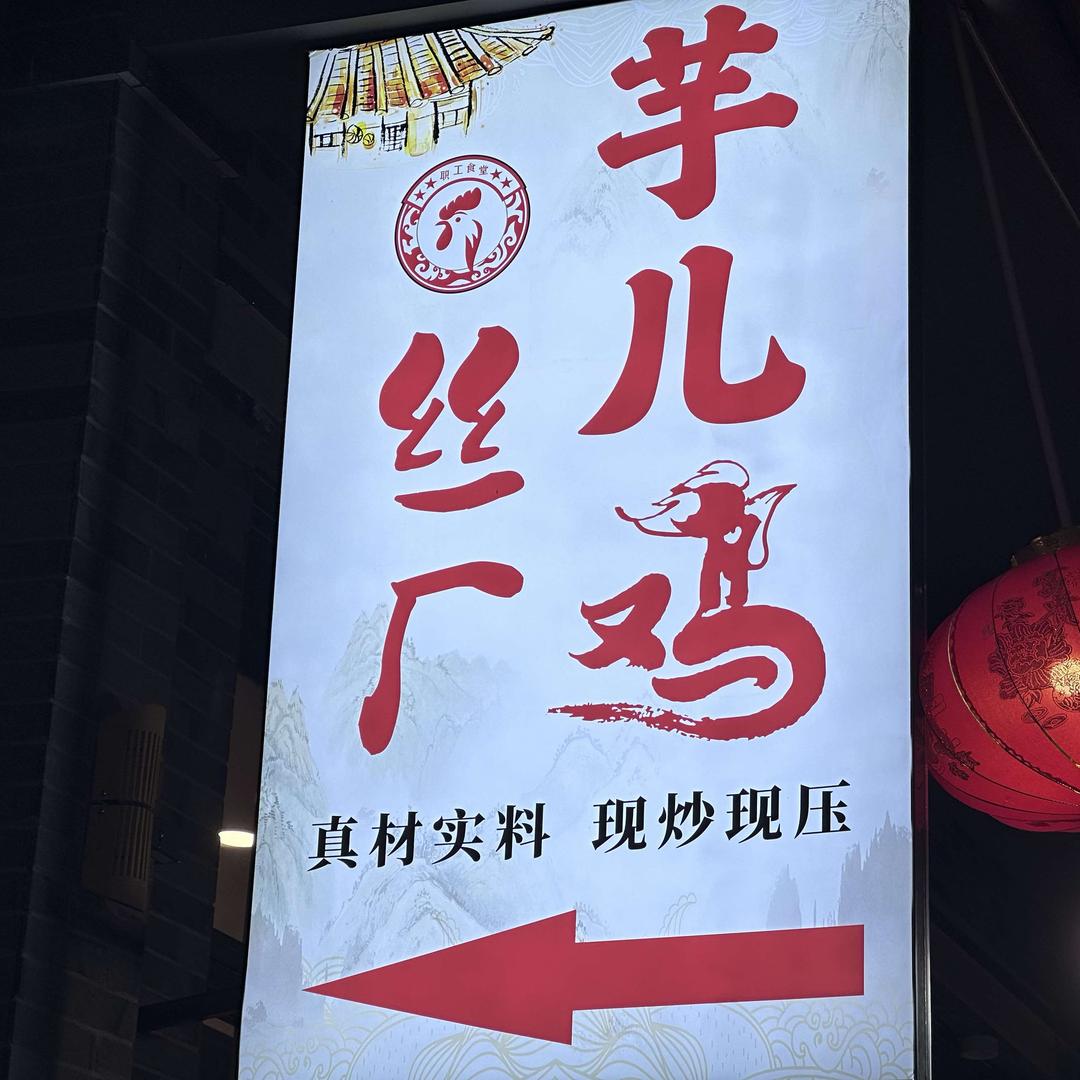 职工食堂
丝厂
芋儿鸡
真材实料 现炒现压